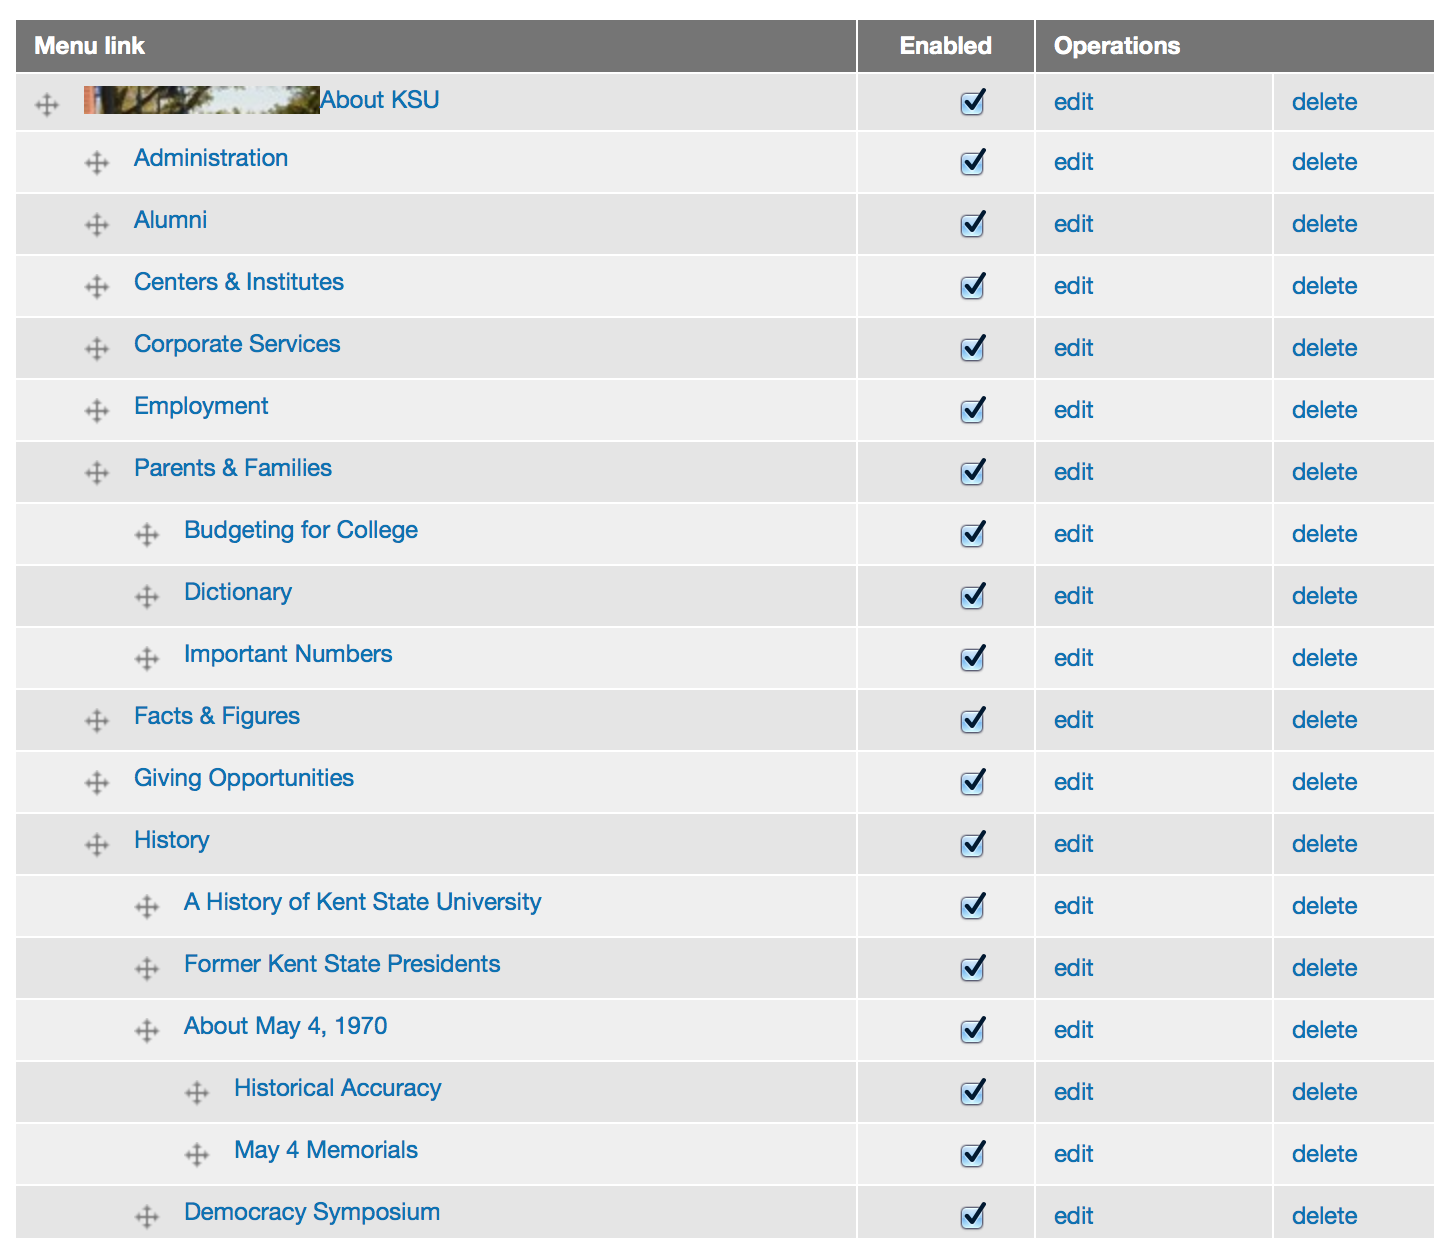 Menu link Enabled Operations
About KSU edit delete
Administration edit delete
Alumni edit delete
Centers & Institutes edit delete
Corporate Services edit delete
Employment edit delete
Parents & Families edit delete
Budgeting for College edit delete
Dictionary edit delete
Important Numbers edit delete
Facts & Figures edit delete
Giving Opportunities edit delete
History edit delete
A History of Kent State University edit delete
Former Kent State Presidents edit delete
About May 4, 1970 edit delete
Historical Accuracy edit delete
May 4 Memorials edit delete
Democracy Symposium edit delete